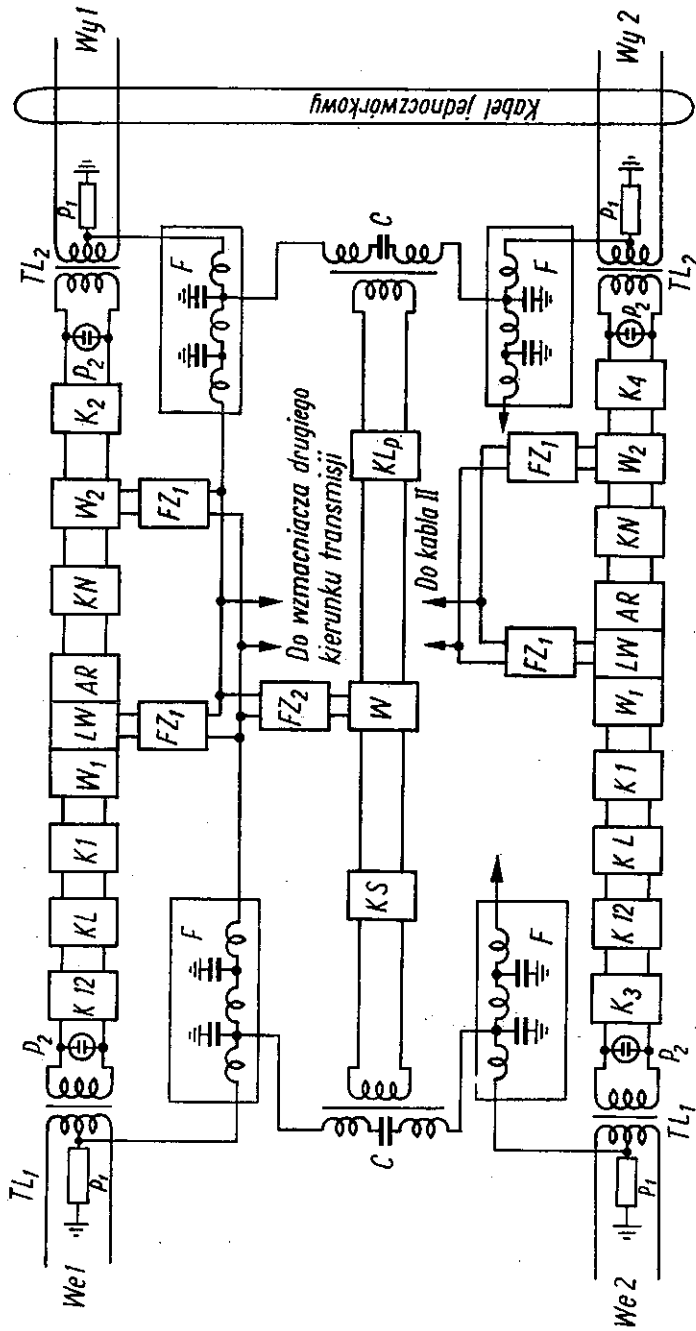 We1
TL₁
P₁
P₂
K12
KL
K1
W₁
LW
AR
KN
W₂
K₂
P₂
TL₂
P₁
Wy1
FZ₁
FZ₁
F
F
Kabel jednoczwórkowy
C
KS
FZ₂
W
KLp
C
Do wzmacniacza drugiego
kierunku transmisji
Do kabla II
F
FZ₁
FZ₁
F
We2
TL₁
P₁
P₂
K₃
K12
KL
K1
W₁
LW
AR
KN
W₂
K₄
P₂
TL₂
P₁
Wy2